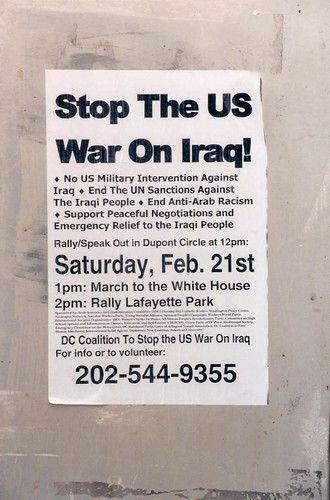 Stop The US
War On Iraq!
♦ No US Military Intervention Against
Iraq ♦ End The UN Sanctions Against
The Iraqi People ♦ End Anti-Arab Racism
♦ Support Peaceful Negotiations and
Emergency Relief to the Iraqi People
Rally/Speak Out in Dupont Circle at 12pm:
Saturday, Feb. 21st
1pm: March to the White House
2pm: Rally Lafayette Park
DC Coalition To Stop the US War On Iraq
For info or to volunteer:
202-544-9355